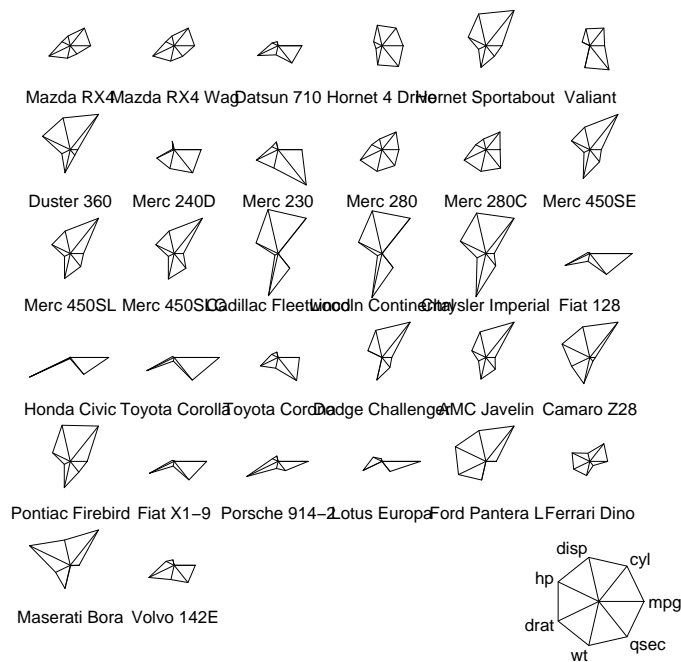 Mazda RX4 Mazda RX4 Wag Datsun 710 Hornet 4 Drive Hornet Sportabout Valiant
Duster 360 Merc 240D Merc 230 Merc 280 Merc 280C Merc 450SE
Merc 450SL Merc 450SLC Cadillac Fleetwood Lincoln Continental Chrysler Imperial Fiat 128
Honda Civic Toyota Corolla Toyota Corona Dodge Challenger AMC Javelin Camaro Z28
Pontiac Firebird Fiat X1−9 Porsche 914−2 Lotus Europa Ford Pantera L Ferrari Dino
Maserati Bora Volvo 142E
disp
cyl
hp
mpg
drat
qsec
wt